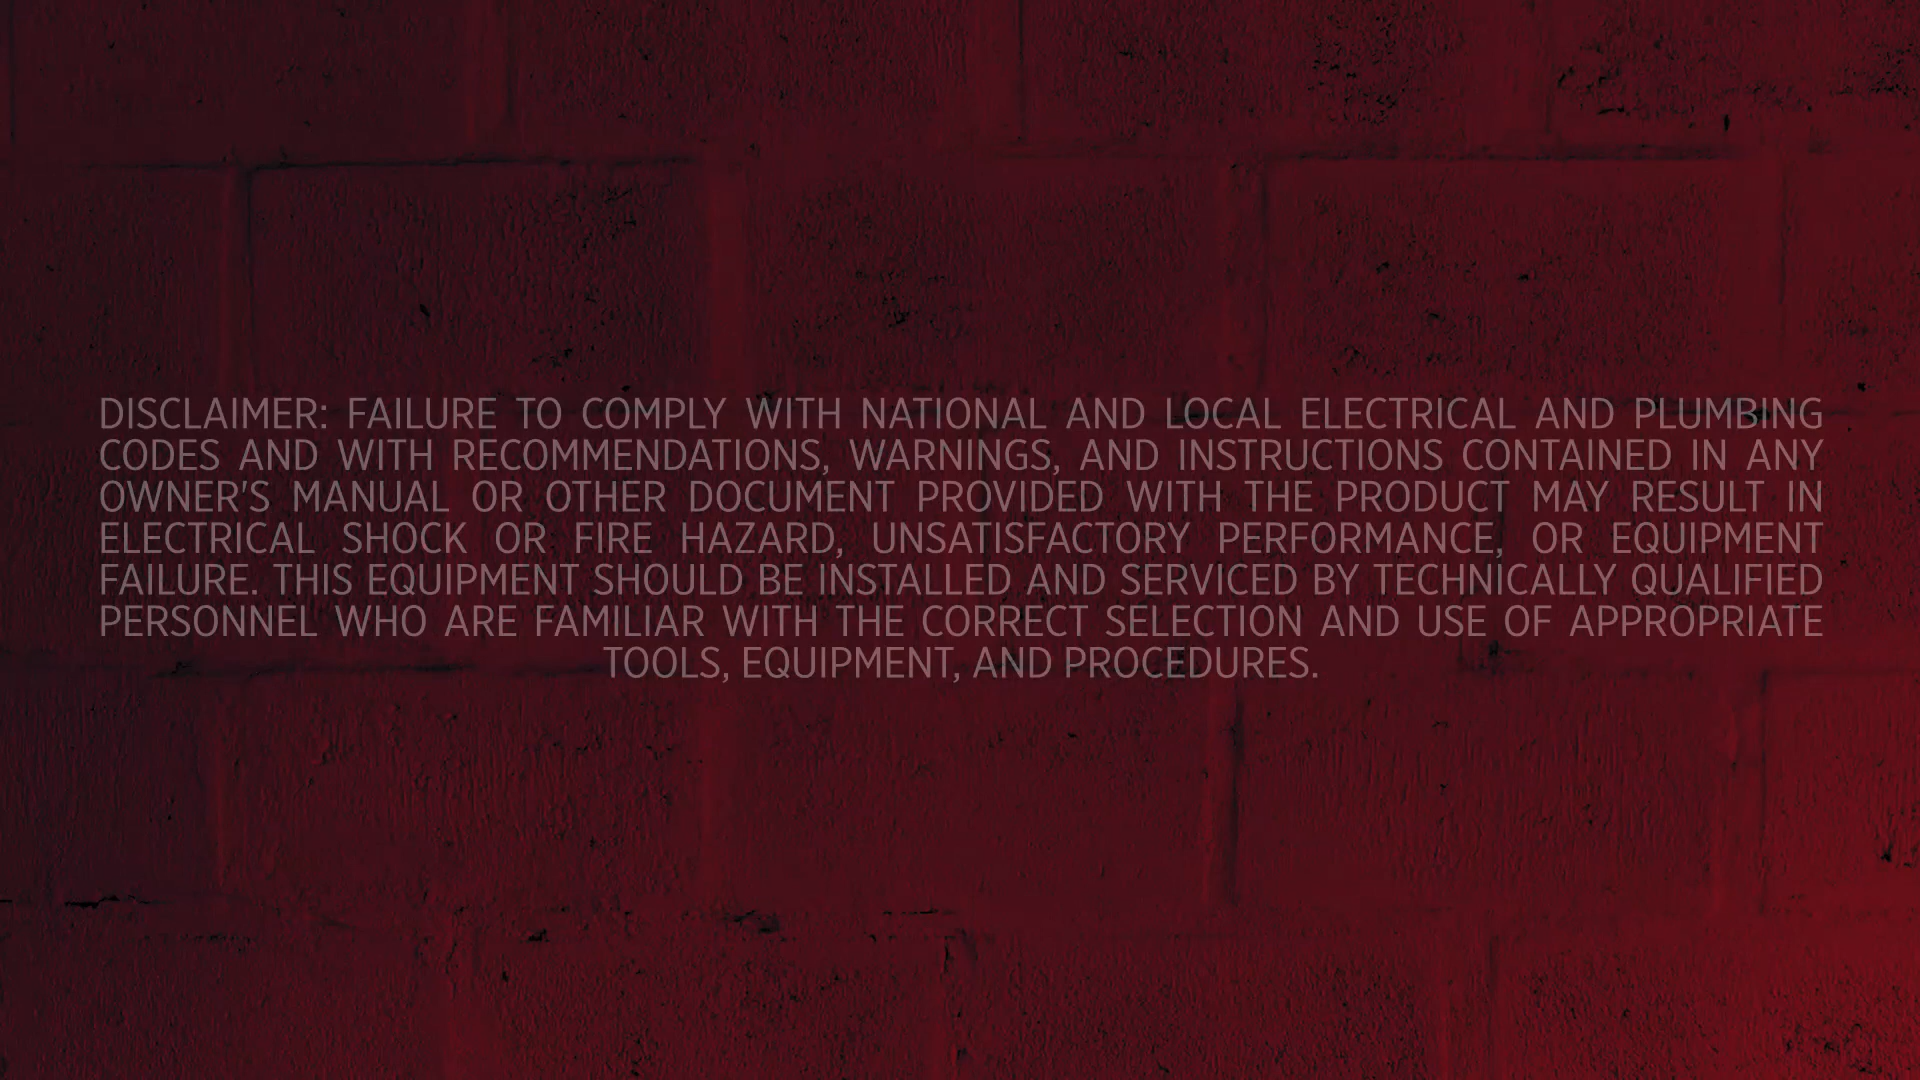 DISCLAIMER: FAILURE TO COMPLY WITH NATIONAL AND LOCAL ELECTRICAL AND PLUMBING
CODES AND WITH RECOMMENDATIONS, WARNINGS, AND INSTRUCTIONS CONTAINED IN ANY
OWNER'S MANUAL OR OTHER DOCUMENT PROVIDED WITH THE PRODUCT MAY RESULT IN
ELECTRICAL SHOCK OR FIRE HAZARD, UNSATISFACTORY PERFORMANCE, OR EQUIPMENT
FAILURE. THIS EQUIPMENT SHOULD BE INSTALLED AND SERVICED BY TECHNICALLY QUALIFIED
PERSONNEL WHO ARE FAMILIAR WITH THE CORRECT SELECTION AND USE OF APPROPRIATE
TOOLS, EQUIPMENT, AND PROCEDURES.